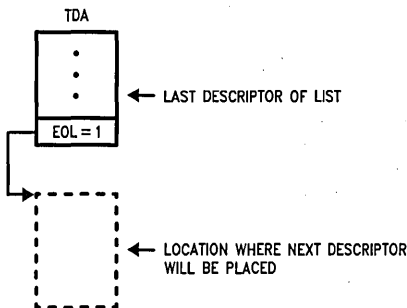 TDA
LAST DESCRIPTOR OF LIST
EOL = 1
LOCATION WHERE NEXT DESCRIPTOR
WILL BE PLACED